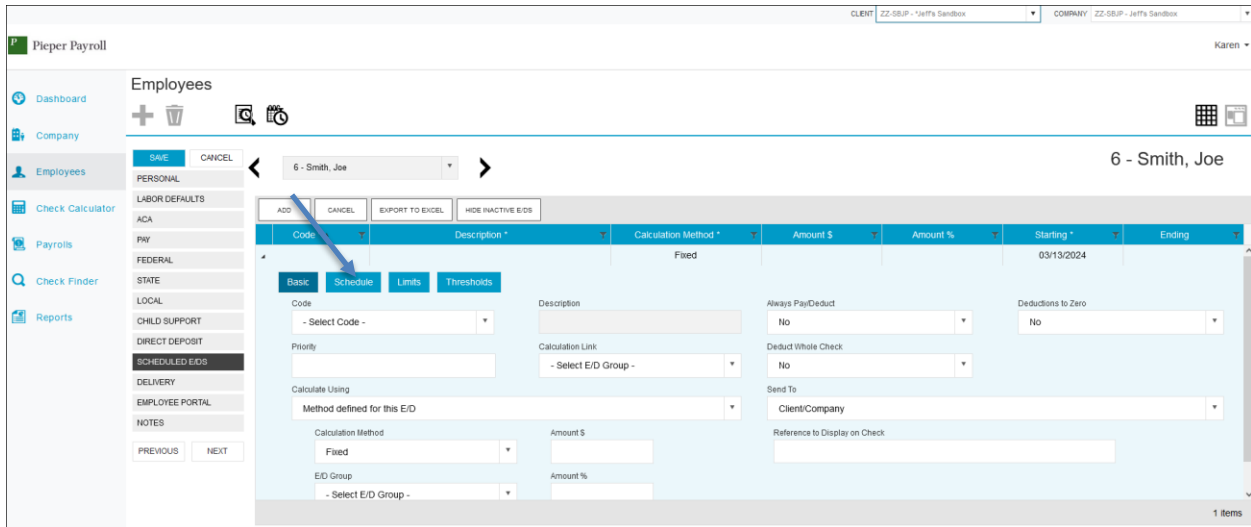 CLIENT ZZ-SBJP - *Jeff's Sandbox COMPANY ZZ-SBJP - Jeff's Sandbox
P Pieper Payroll Karen
Employees
Dashboard
Company
Employees
Check Calculator
Payrolls
Check Finder
Reports
SAVE CANCEL
PERSONAL
LABOR DEFAULTS
ACA
PAY
FEDERAL
STATE
LOCAL
CHILD SUPPORT
DIRECT DEPOSIT
SCHEDULED E/DS
DELIVERY
EMPLOYEE PORTAL
NOTES
PREVIOUS NEXT
6 - Smith, Joe 6 - Smith, Joe
ADD CANCEL EXPORT TO EXCEL HIDE INACTIVE E/DS
Code Description * Calculation Method * Amount $ Amount % Starting * Ending
Fixed 03/13/2024
Basic Schedule Limits Thresholds
Code Description Always Pay/Deduct Deductions to Zero
- Select Code - No No
Priority Calculation Link Deduct Whole Check
- Select E/D Group - No
Calculate Using Send To
Method defined for this E/D Client/Company
Calculation Method Amount $ Reference to Display on Check
Fixed
E/D Group Amount %
- Select E/D Group -
1 items